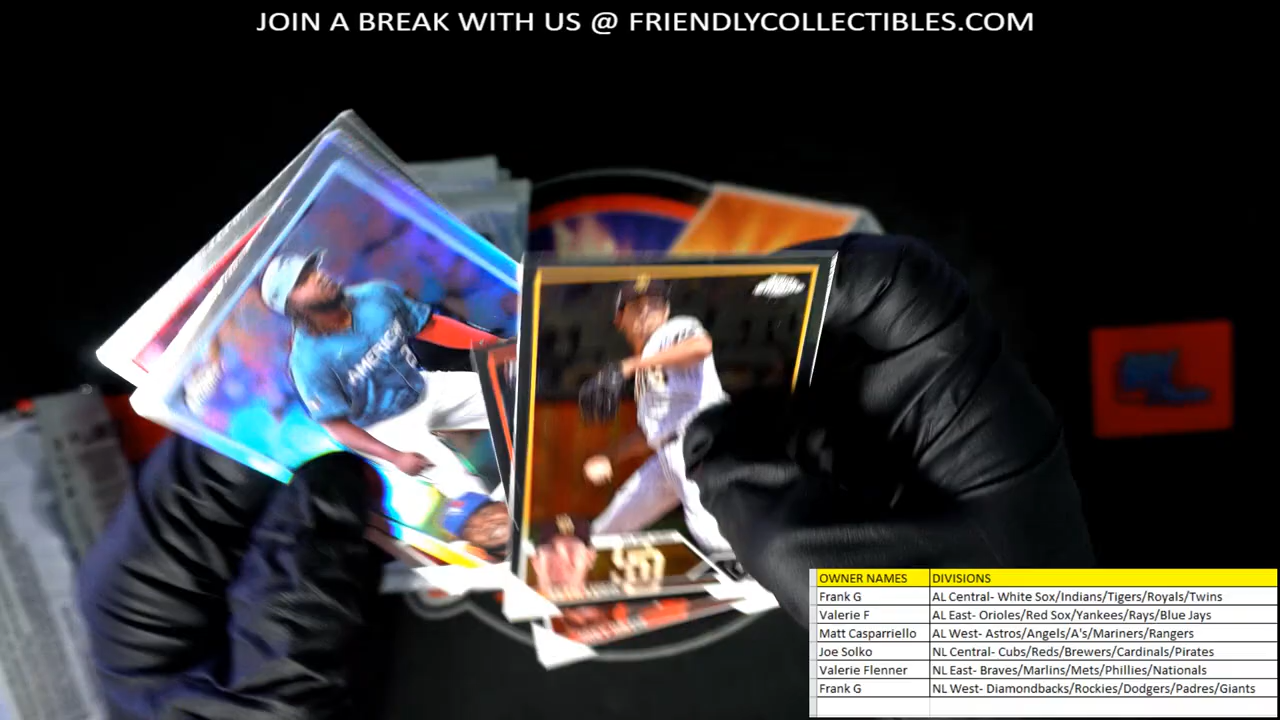 JOIN A BREAK WITH US @ FRIENDLYCOLLECTIBLES.COM
AMERICAN
SD
OWNER NAMES DIVISIONS
Frank G AL Central- White Sox/Indians/Tigers/Royals/Twins
Valerie F AL East- Orioles/Red Sox/Yankees/Rays/Blue Jays
Matt Casparriello AL West- Astros/Angels/A's/Mariners/Rangers
Joe Solko NL Central- Cubs/Reds/Brewers/Cardinals/Pirates
Valerie Flenner NL East- Braves/Marlins/Mets/Phillies/Nationals
Frank G NL West- Diamondbacks/Rockies/Dodgers/Padres/Giants